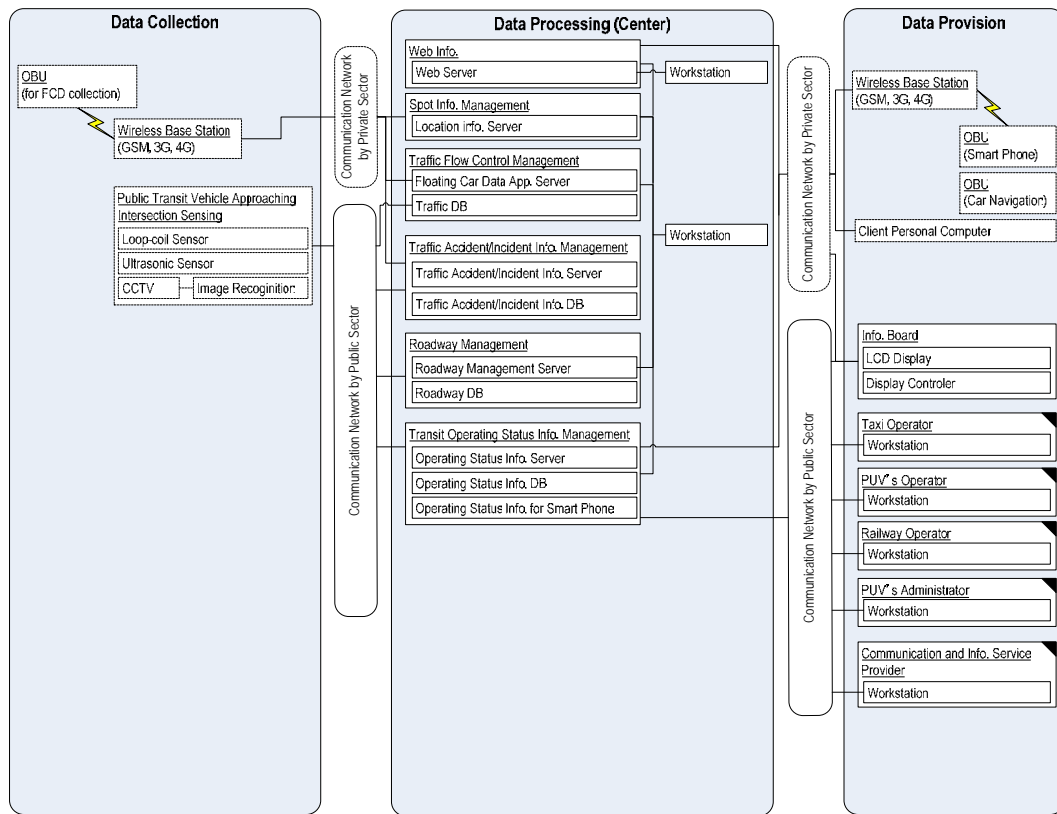 Data Collection
OBU
(for FCD collection)
Wireless Base Station
(GSM, 3G, 4G)
Public Transit Vehicle Approaching
Intersection Sensing
Loop-coil Sensor
Ultrasonic Sensor
CCTV
Image Recoginition
Communication Network
by Private Sector
Communication Network by Public Sector
Data Processing (Center)
Web Info.
Web Server
Workstation
Spot Info. Management
Location info. Server
Traffic Flow Control Management
Floating Car Data App. Server
Traffic DB
Workstation
Traffic Accident/Incident Info. Management
Traffic Accident/Incident Info. Server
Traffic Accident/Incident Info. DB
Roadway Management
Roadway Management Server
Roadway DB
Transit Operating Status Info. Management
Operating Status Info. Server
Operating Status Info. DB
Operating Status Info. for Smart Phone
Communication Network by Private Sector
Communication Network by Public Sector
Data Provision
Wireless Base Station
(GSM, 3G, 4G)
OBU
(Smart Phone)
OBU
(Car Navigation)
Client Personal Computer
Info. Board
LCD Display
Display Controler
Taxi Operator
Workstation
PUV"s Operator
Workstation
Railway Operator
Workstation
PUV"s Administrator
Workstation
Communication and Info. Service
Provider
Workstation